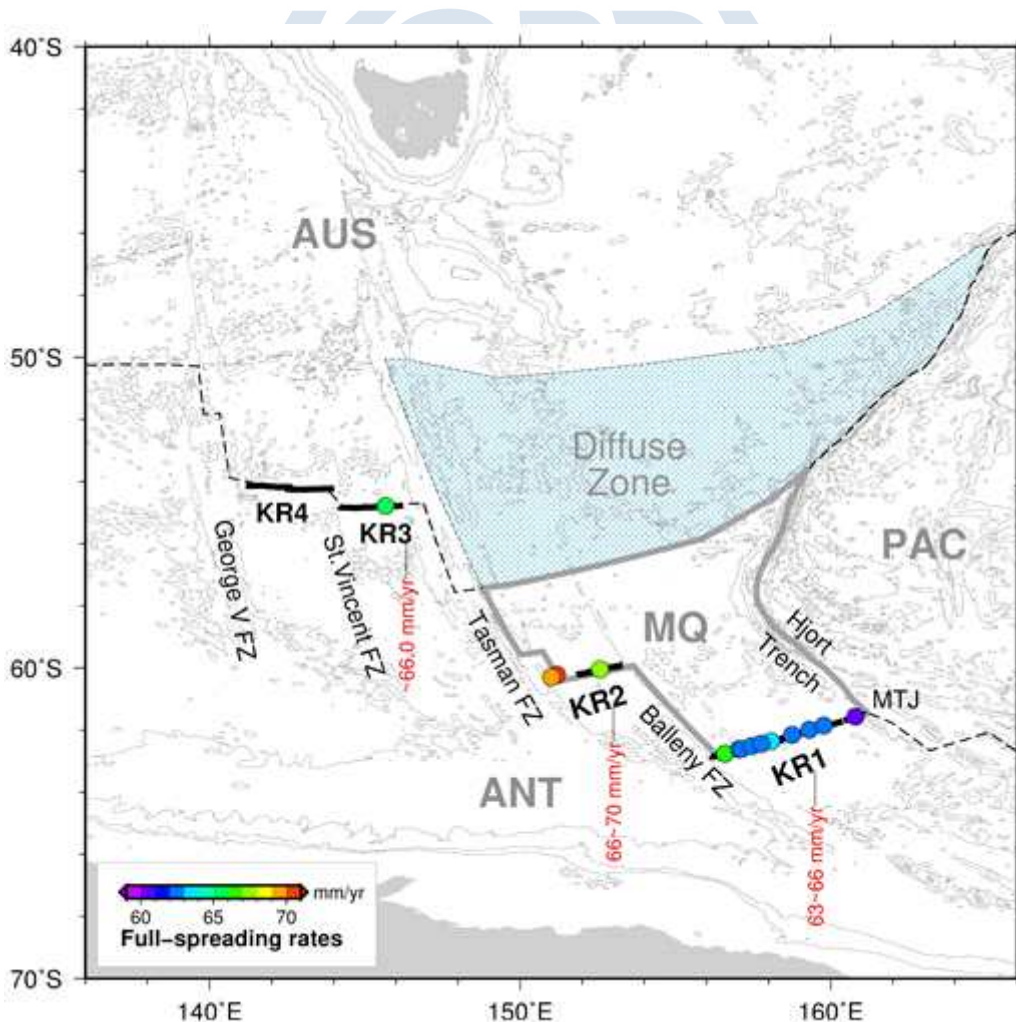 40°S
AUS
50°S
Diffuse
Zone
KR4
KR3
PAC
George V FZ
St.Vincent FZ
~66.0 mm/yr
Tasman FZ
MQ
Hjort
Trench
60°S
KR2
Balleny FZ
MTJ
KR1
ANT
66~70 mm/yr
63~66 mm/yr
60 65 70 mm/yr
Full-spreading rates
70°S
140°E 150°E 160°E